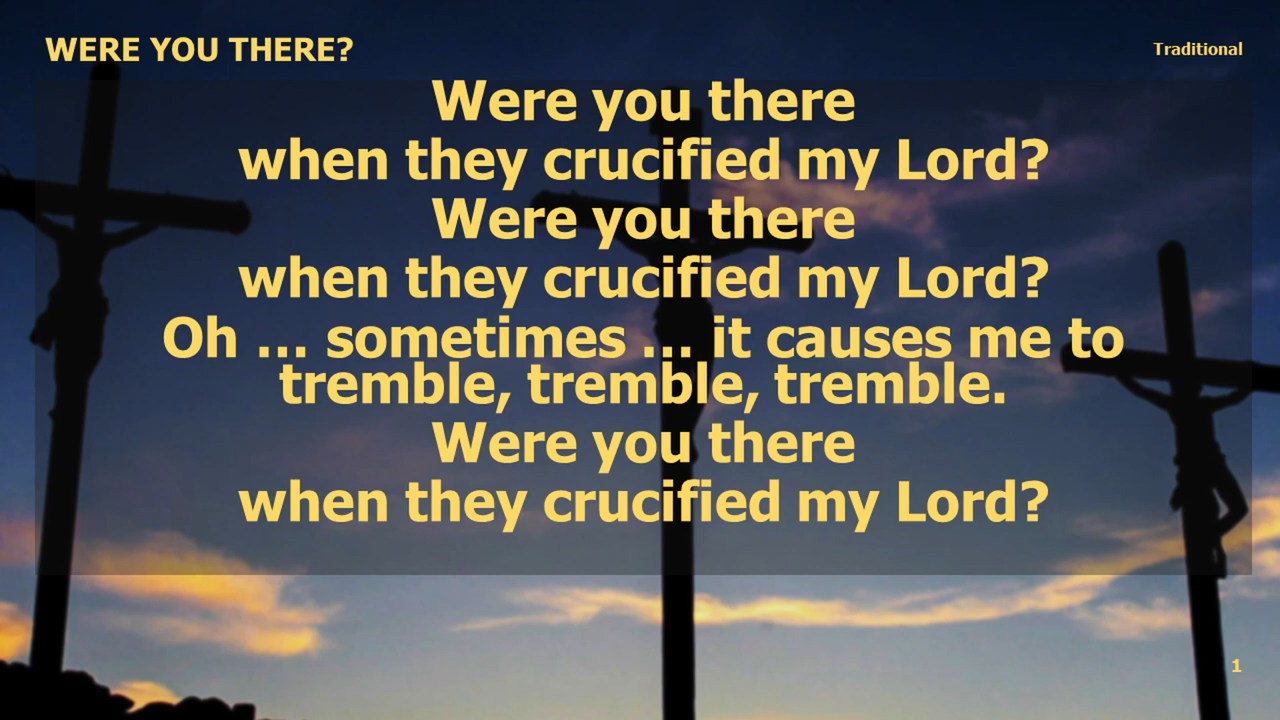 WERE YOU THERE?
Traditional
Were you there
when they crucified my Lord?
Were you there
when they crucified my Lord?
Oh ... sometimes ... it causes me to
tremble, tremble, tremble.
Were you there
when they crucified my Lord?
1